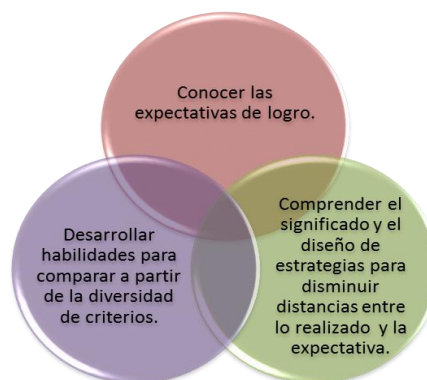 Conocer las
expectativas de logro.
Desarrollar
habilidades para
comparar a partir
de la diversidad
de criterios.
Comprender el
significado y el
diseño de
estrategias para
disminuir
distancias entre
lo realizado y la
expectativa.